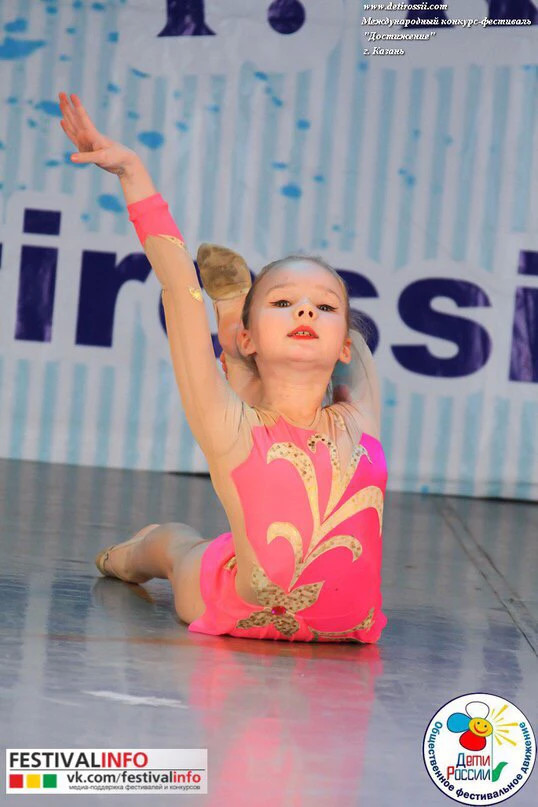 www.detirossii.com
Международный конкурс-фестиваль
"Достижение"
г. Казань
irossii
FESTIVALINFO
vk.com/festivalinfo
медиа-поддержка фестивалей и конкурсов
Общественное фестивальное движение
Дети
России